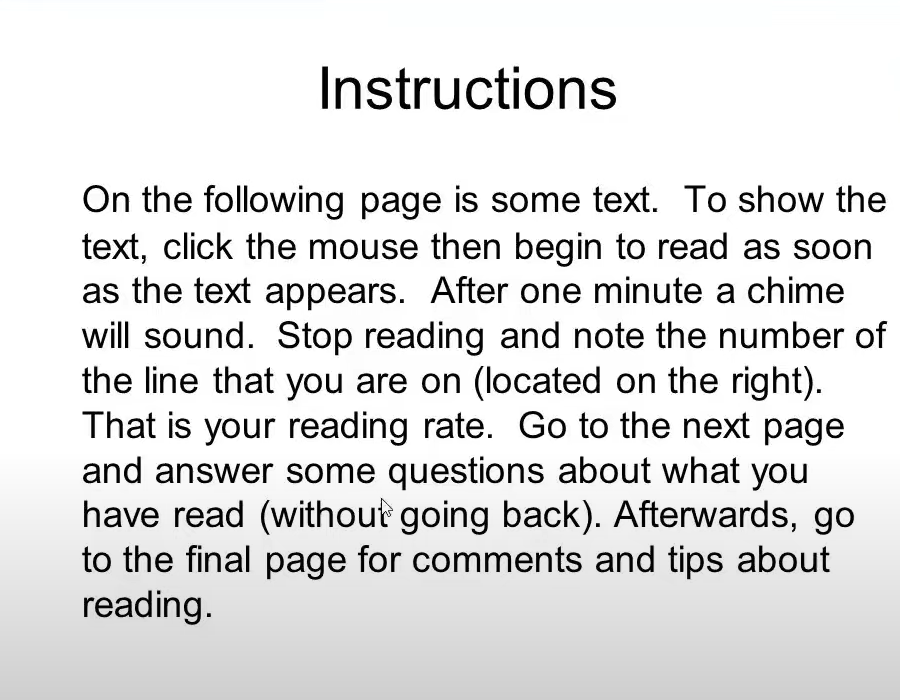 Instructions
On the following page is some text.  To show the
text, click the mouse then begin to read as soon
as the text appears.  After one minute a chime
will sound.  Stop reading and note the number of
the line that you are on (located on the right).
That is your reading rate.  Go to the next page
and answer some questions about what you
have read (without going back). Afterwards, go
to the final page for comments and tips about
reading.